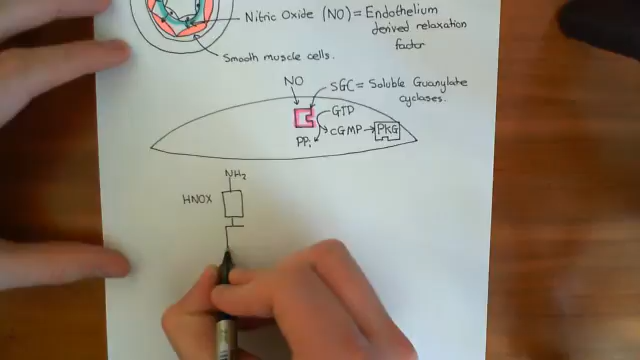 Nitric Oxide (NO) = Endothelium
derived relaxation
factor
Smooth muscle cells.
NO
SGC = Soluble Guanylate
cyclases.
GTP
cGMP
PKG
PPi
NH2
HNOX